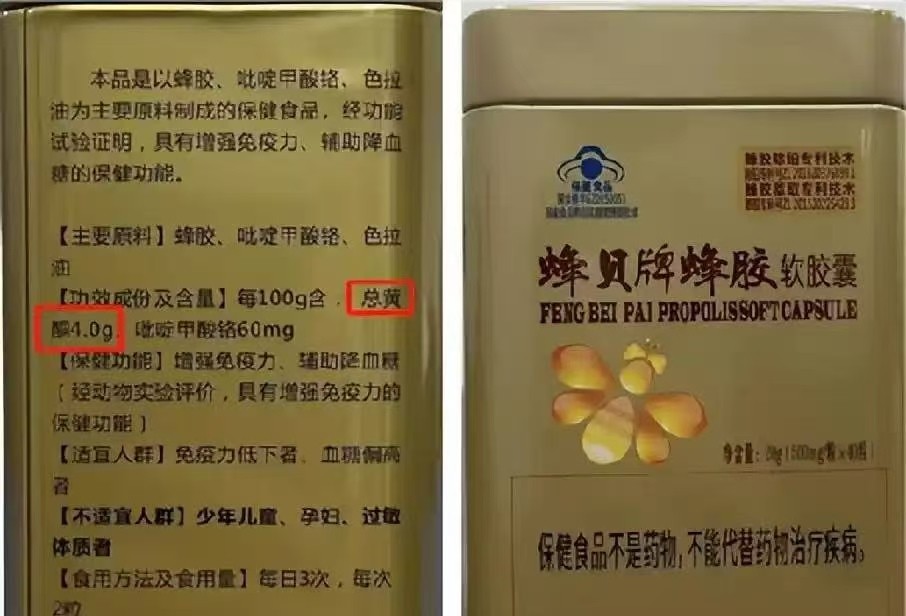 本品是以蜂胶、吡啶甲酸铬、色拉
油为主要原料制成的保健食品，经功能
试验证明，具有增强免疫力、辅助降血
糖的保健功能。
【主要原料】蜂胶、吡啶甲酸铬、色拉
油
【功效成份及含量】每100g含：总黄
酮4.0g、吡啶甲酸铬60mg
【保健功能】增强免疫力、辅助降血糖
（经动物实验评价，具有增强免疫力的
保健功能）
【适宜人群】免疫力低下者、血糖偏高
者
【不适宜人群】少年儿童、孕妇、过敏
体质者
【食用方法及食用量】每日3次，每次
2粒
保健食品
蜂胶 专利技术
蜂胶萃取专利技术
蜂贝牌蜂胶软胶囊
FENG BEI PAI PROPOLISSOFTCAPSULE
净含量：
保健食品不是药物，不能代替药物治疗疾病。